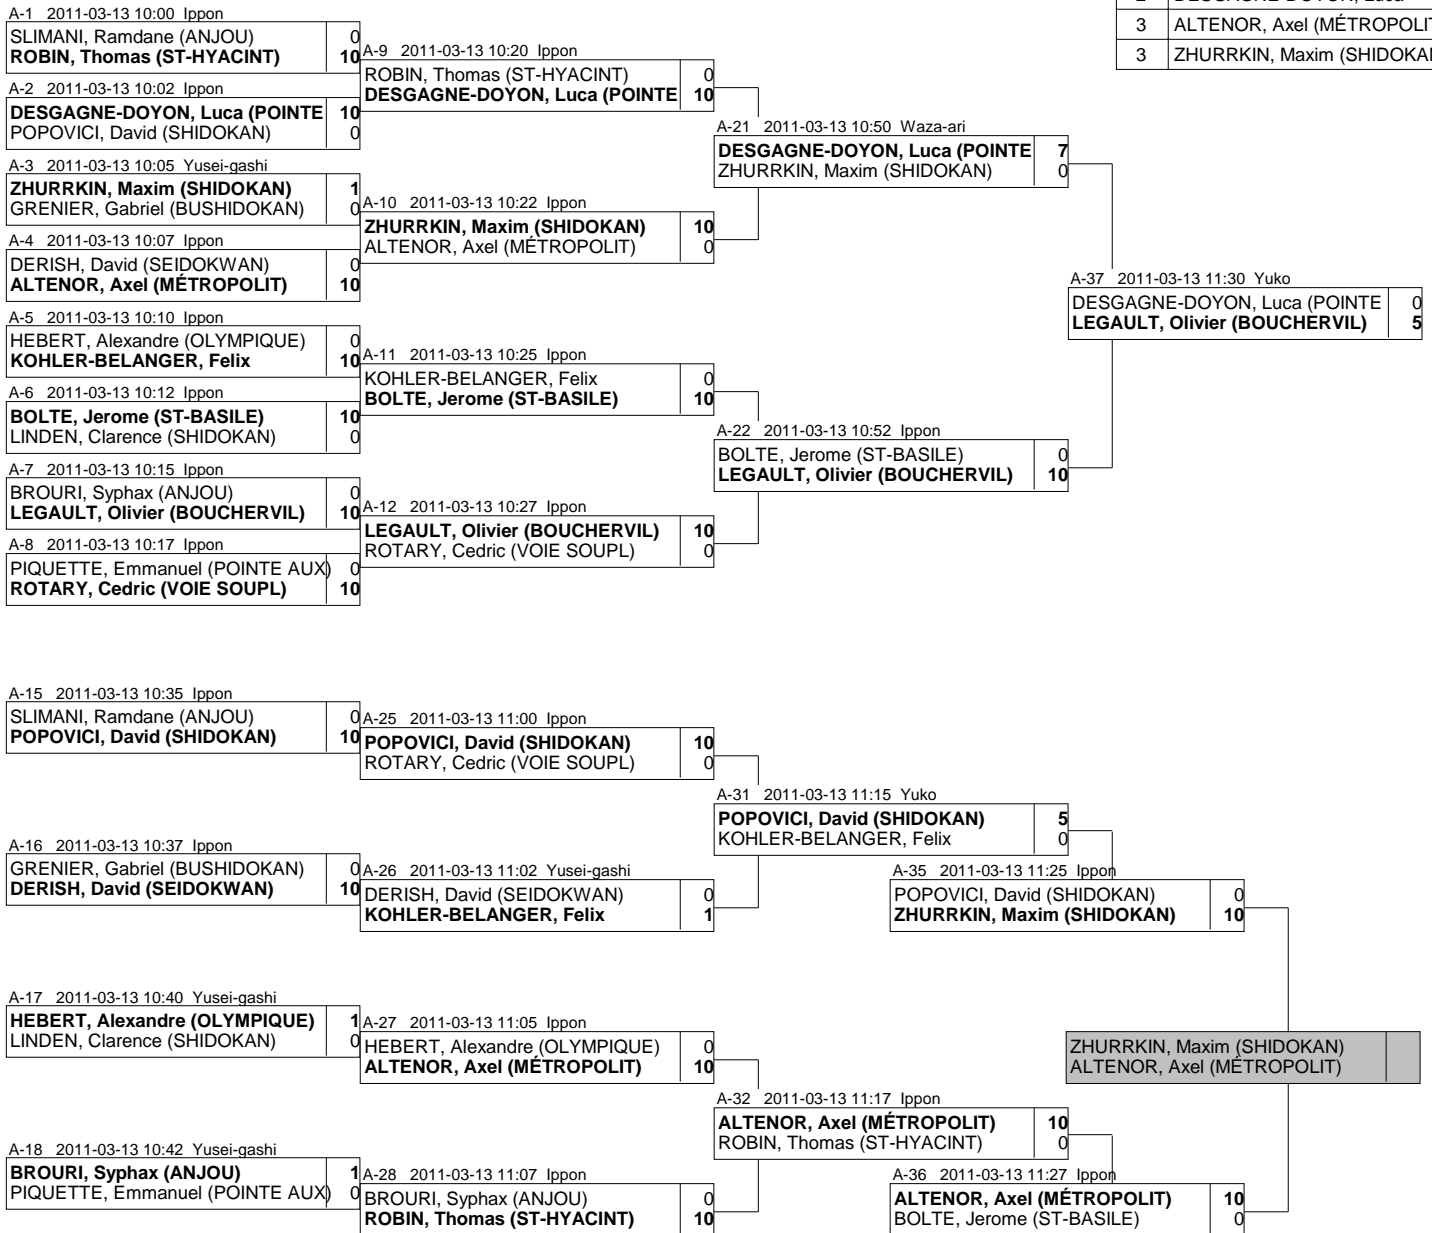 A-1 2011-03-13 10:00 Ippon
SLIMANI, Ramdane (ANJOU) 0
ROBIN, Thomas (ST-HYACINT) 10
A-2 2011-03-13 10:02 Ippon
DESGAGNE-DOYON, Luca (POINTE 10
POPOVICI, David (SHIDOKAN) 0
A-3 2011-03-13 10:05 Yusei-gashi
ZHURRKIN, Maxim (SHIDOKAN) 1
GRENIER, Gabriel (BUSHIDOKAN) 0
A-4 2011-03-13 10:07 Ippon
DERISH, David (SEIDOKWAN) 0
ALTENOR, Axel (MÉTROPOLIT) 10
A-5 2011-03-13 10:10 Ippon
HEBERT, Alexandre (OLYMPIQUE) 0
KOHLER-BELANGER, Felix 10
A-6 2011-03-13 10:12 Ippon
BOLTE, Jerome (ST-BASILE) 10
LINDEN, Clarence (SHIDOKAN) 0
A-7 2011-03-13 10:15 Ippon
BROURI, Syphax (ANJOU) 0
LEGAULT, Olivier (BOUCHERVIL) 10
A-8 2011-03-13 10:17 Ippon
PIQUETTE, Emmanuel (POINTE AUX) 0
ROTARY, Cedric (VOIE SOUPL) 10
A-9 2011-03-13 10:20 Ippon
ROBIN, Thomas (ST-HYACINT) 0
DESGAGNE-DOYON, Luca (POINTE 10
A-10 2011-03-13 10:22 Ippon
ZHURRKIN, Maxim (SHIDOKAN) 10
ALTENOR, Axel (MÉTROPOLIT) 0
A-11 2011-03-13 10:25 Ippon
KOHLER-BELANGER, Felix 0
BOLTE, Jerome (ST-BASILE) 10
A-12 2011-03-13 10:27 Ippon
LEGAULT, Olivier (BOUCHERVIL) 10
ROTARY, Cedric (VOIE SOUPL) 0
A-21 2011-03-13 10:50 Waza-ari
DESGAGNE-DOYON, Luca (POINTE 7
ZHURRKIN, Maxim (SHIDOKAN) 0
A-22 2011-03-13 10:52 Ippon
BOLTE, Jerome (ST-BASILE) 0
LEGAULT, Olivier (BOUCHERVIL) 10
3 ALTENOR, Axel (MÉTROPOLIT
3 ZHURRKIN, Maxim (SHIDOKA
A-37 2011-03-13 11:30 Yuko
DESGAGNE-DOYON, Luca (POINTE 0
LEGAULT, Olivier (BOUCHERVIL) 5
A-15 2011-03-13 10:35 Ippon
SLIMANI, Ramdane (ANJOU) 0
POPOVICI, David (SHIDOKAN) 10
A-16 2011-03-13 10:37 Ippon
GRENIER, Gabriel (BUSHIDOKAN) 0
DERISH, David (SEIDOKWAN) 10
A-17 2011-03-13 10:40 Yusei-gashi
HEBERT, Alexandre (OLYMPIQUE) 1
LINDEN, Clarence (SHIDOKAN) 0
A-18 2011-03-13 10:42 Yusei-gashi
BROURI, Syphax (ANJOU) 1
PIQUETTE, Emmanuel (POINTE AUX) 0
A-25 2011-03-13 11:00 Ippon
POPOVICI, David (SHIDOKAN) 10
ROTARY, Cedric (VOIE SOUPL) 0
A-26 2011-03-13 11:02 Yusei-gashi
DERISH, David (SEIDOKWAN) 0
KOHLER-BELANGER, Felix 1
A-27 2011-03-13 11:05 Ippon
HEBERT, Alexandre (OLYMPIQUE) 0
ALTENOR, Axel (MÉTROPOLIT) 10
A-28 2011-03-13 11:07 Ippon
BROURI, Syphax (ANJOU) 0
ROBIN, Thomas (ST-HYACINT) 10
A-31 2011-03-13 11:15 Yuko
POPOVICI, David (SHIDOKAN) 5
KOHLER-BELANGER, Felix 0
A-32 2011-03-13 11:17 Ippon
ALTENOR, Axel (MÉTROPOLIT) 10
ROBIN, Thomas (ST-HYACINT) 0
A-35 2011-03-13 11:25 Ippon
POPOVICI, David (SHIDOKAN) 0
ZHURRKIN, Maxim (SHIDOKAN) 10
A-36 2011-03-13 11:27 Ippon
ALTENOR, Axel (MÉTROPOLIT) 10
BOLTE, Jerome (ST-BASILE) 0
ZHURRKIN, Maxim (SHIDOKAN)
ALTENOR, Axel (MÉTROPOLIT)